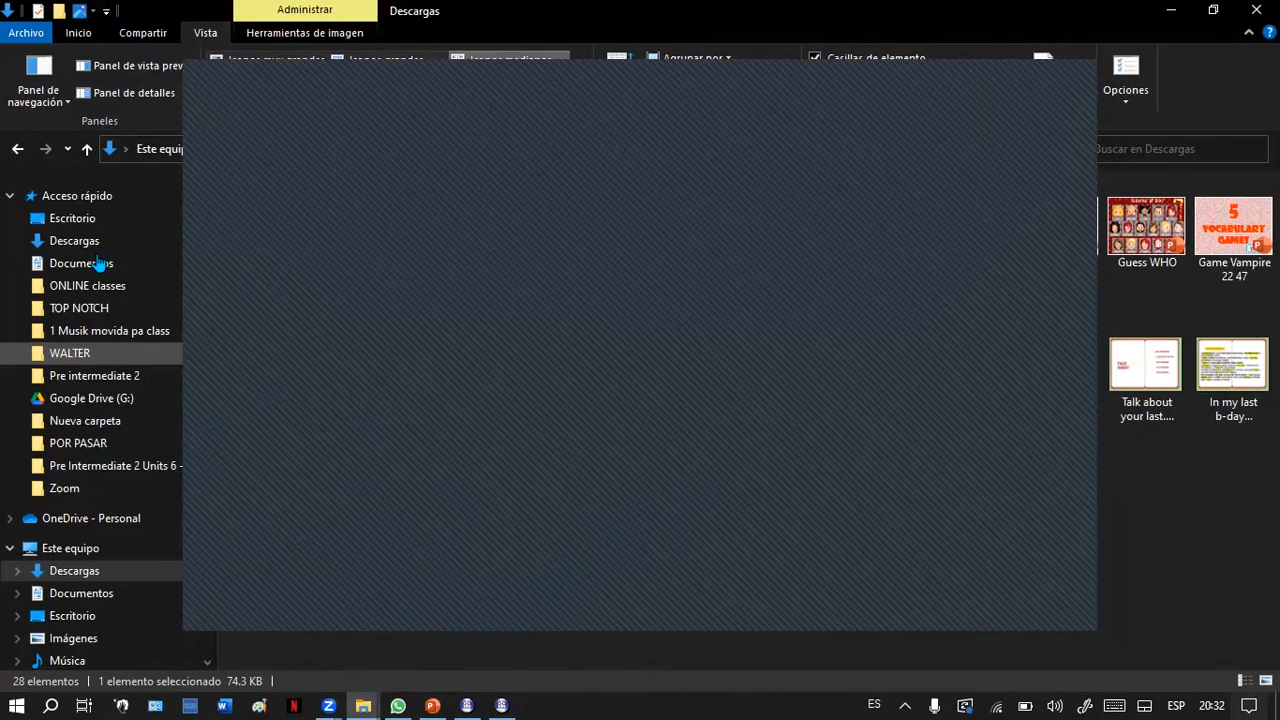 Administrar
Descargas
Archivo
Inicio
Compartir
Vista
Herramientas de imagen
Panel de navegación
Panel de vista prev
Panel de detalles
Paneles
Agrupar por
Casillas de elemento
Opciones
Este equip
Buscar en Descargas
Acceso rápido
Escritorio
Descargas
Documentos
ONLINE classes
TOP NOTCH
1 Musik movida pa class
WALTER
Pre intermediate 2
Google Drive (G:)
Nueva carpeta
POR PASAR
Pre Intermediate 2 Units 6 -
Zoom
OneDrive - Personal
Este equipo
Descargas
Documentos
Escritorio
Imágenes
Música
5
VOCABULARY
GAMES
Guess WHO
Game Vampire
22 47
Talk about
your last....
In my last
b-day...
28 elementos
1 elemento seleccionado 74.3 KB
ES
ESP
20:32